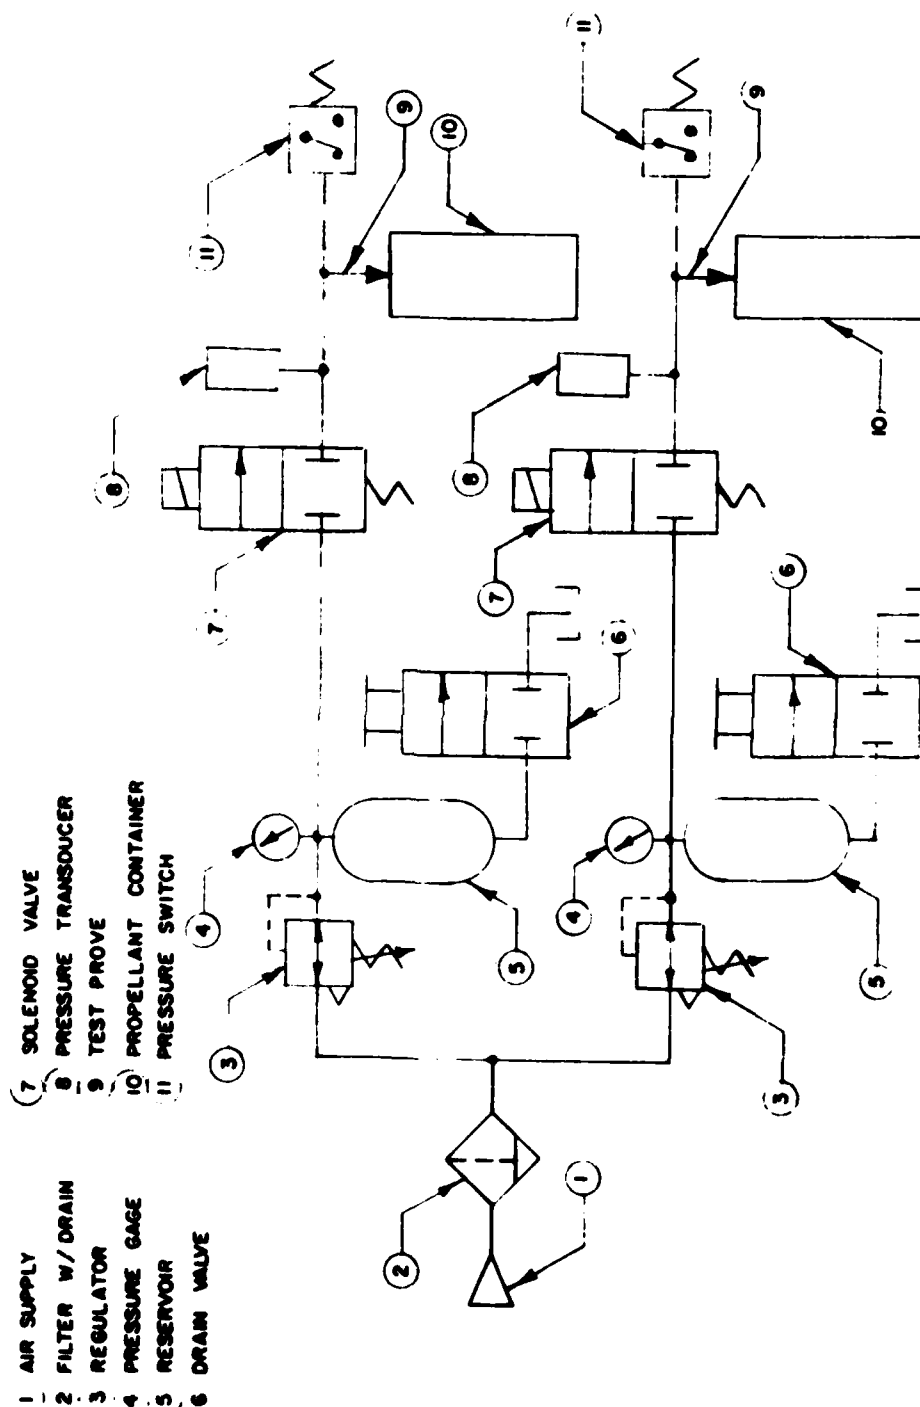 1 AIR SUPPLY
2 FILTER W/ DRAIN
3 REGULATOR
4 PRESSURE GAGE
5 RESERVOIR
6 DRAIN VALVE
7 SOLENOID VALVE
8 PRESSURE TRANSDUCER
9 TEST PROVE
10 PROPELLANT CONTAINER
11 PRESSURE SWITCH
11
9
10
8
7
6
4
5
3
11
9
10
8
7
6
4
5
3
2
1